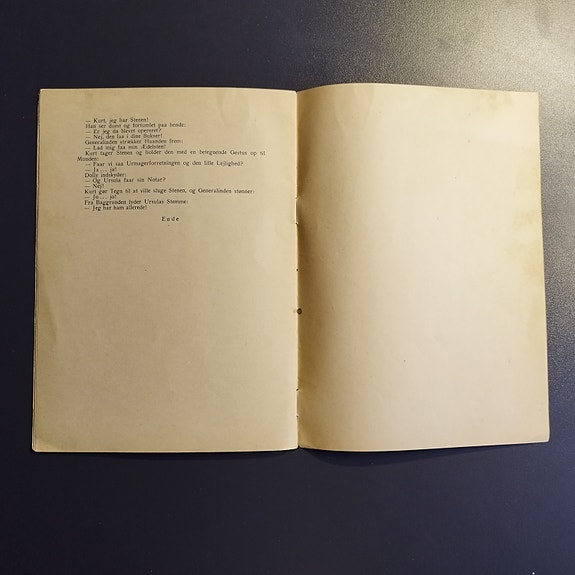 — Kurt, jeg har Stenen!
Han ser dumt og fortumlet paa bende:
— Er jeg da blevet opereret?
— Nej, den laa i dine Bukser!
Generalinden strækker Haanden frem:
— Lad mig faa min Ædelsten!
Kurt tager Stenen og holder den med en betegnende Gestus op til
Munden:
— Faar vi saa Urmagerforretningen og den lille Lejlighed?
— Ja ... ja!
Dolly indskyder:
— Og Ursula faar sin Notar?
— Nej!
Kurt gør Tegn til at ville sluge Stenen, og Generalinden stønner:
— Jo ... jo!
Fra Baggrunden lyder Ursulas Stemme:
— Jeg har ham allerede!
Ende